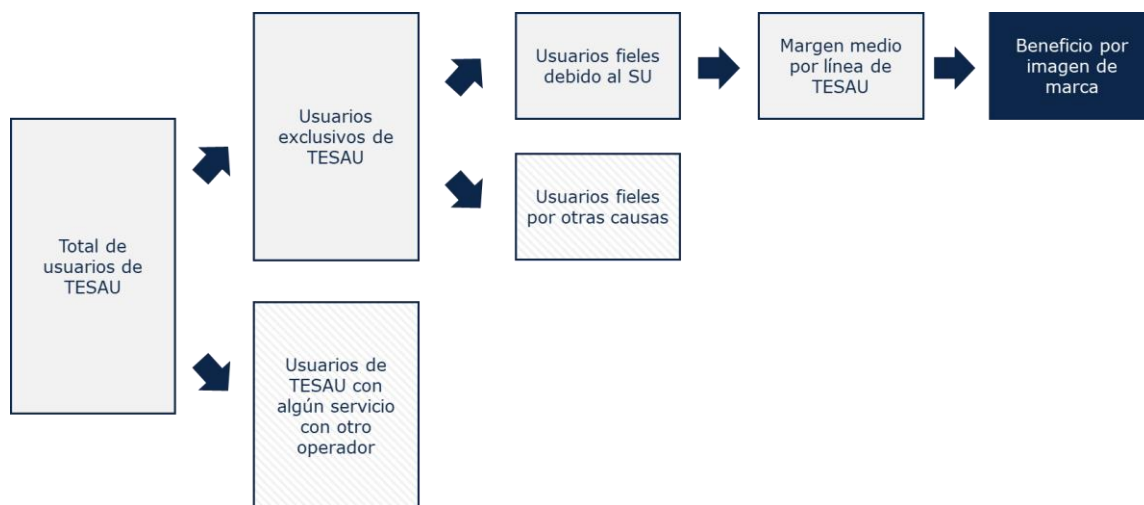 Total de
usuarios de
TESAU
Usuarios
exclusivos de
TESAU
Usuarios de
TESAU con
algún servicio
con otro
operador
Usuarios fieles
debido al SU
Usuarios fieles
por otras causas
Margen medio
por línea de
TESAU
Beneficio por
imagen de
marca